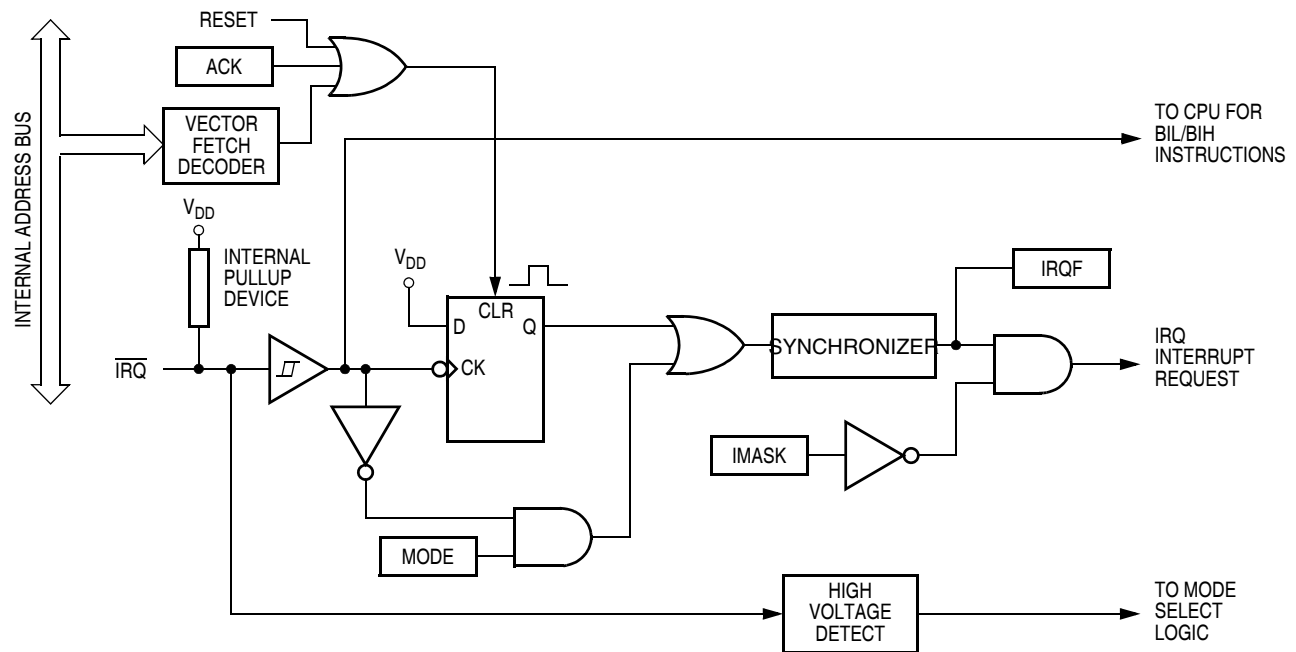 RESET
ACK
VECTOR
FETCH
DECODER
INTERNAL ADDRESS BUS
TO CPU FOR
BIL/BIH
INSTRUCTIONS
VDD
INTERNAL
PULLUP
DEVICE
VDD
CLR
D
Q
CK
IRQ
SYNCHRONIZER
IRQF
IRQ
INTERRUPT
REQUEST
IMASK
MODE
HIGH
VOLTAGE
DETECT
TO MODE
SELECT
LOGIC